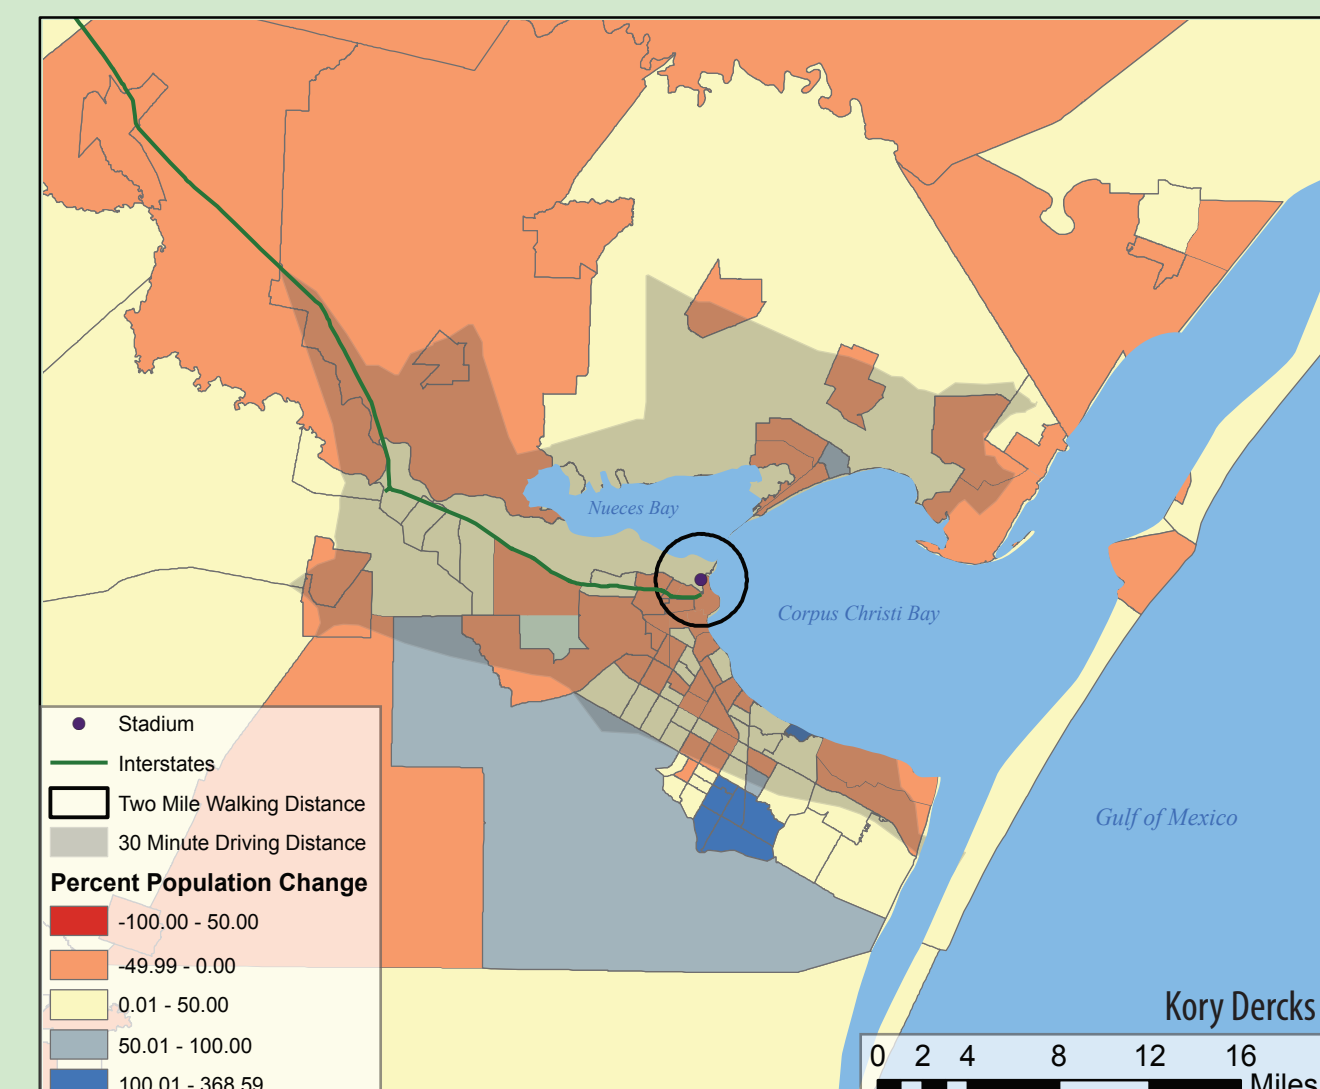 Nueces Bay
Corpus Christi Bay
Gulf of Mexico
Stadium
Interstates
Two Mile Walking Distance
30 Minute Driving Distance
Percent Population Change
-100.00 - 50.00
-49.99 - 0.00
0.01 - 50.00
50.01 - 100.00
100.01 - 368.59
Kory Dercks
0 2 4 8 12 16
Miles